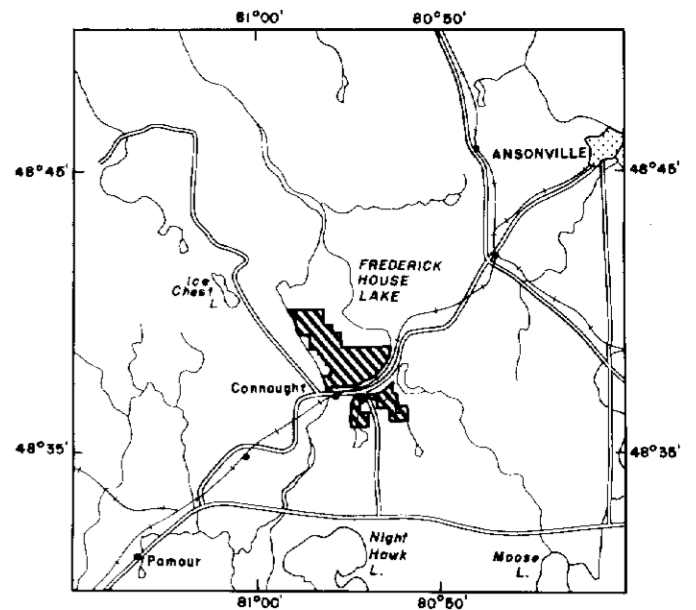 81°00' 80°50'
ANSONVILLE
48°45' 48°45'
FREDERICK
HOUSE
LAKE
Ice
Chest
L.
Connaught
48°35' 48°35'
Night
Hawk
L.
Moose
L.
Pamour
81°00' 80°50'